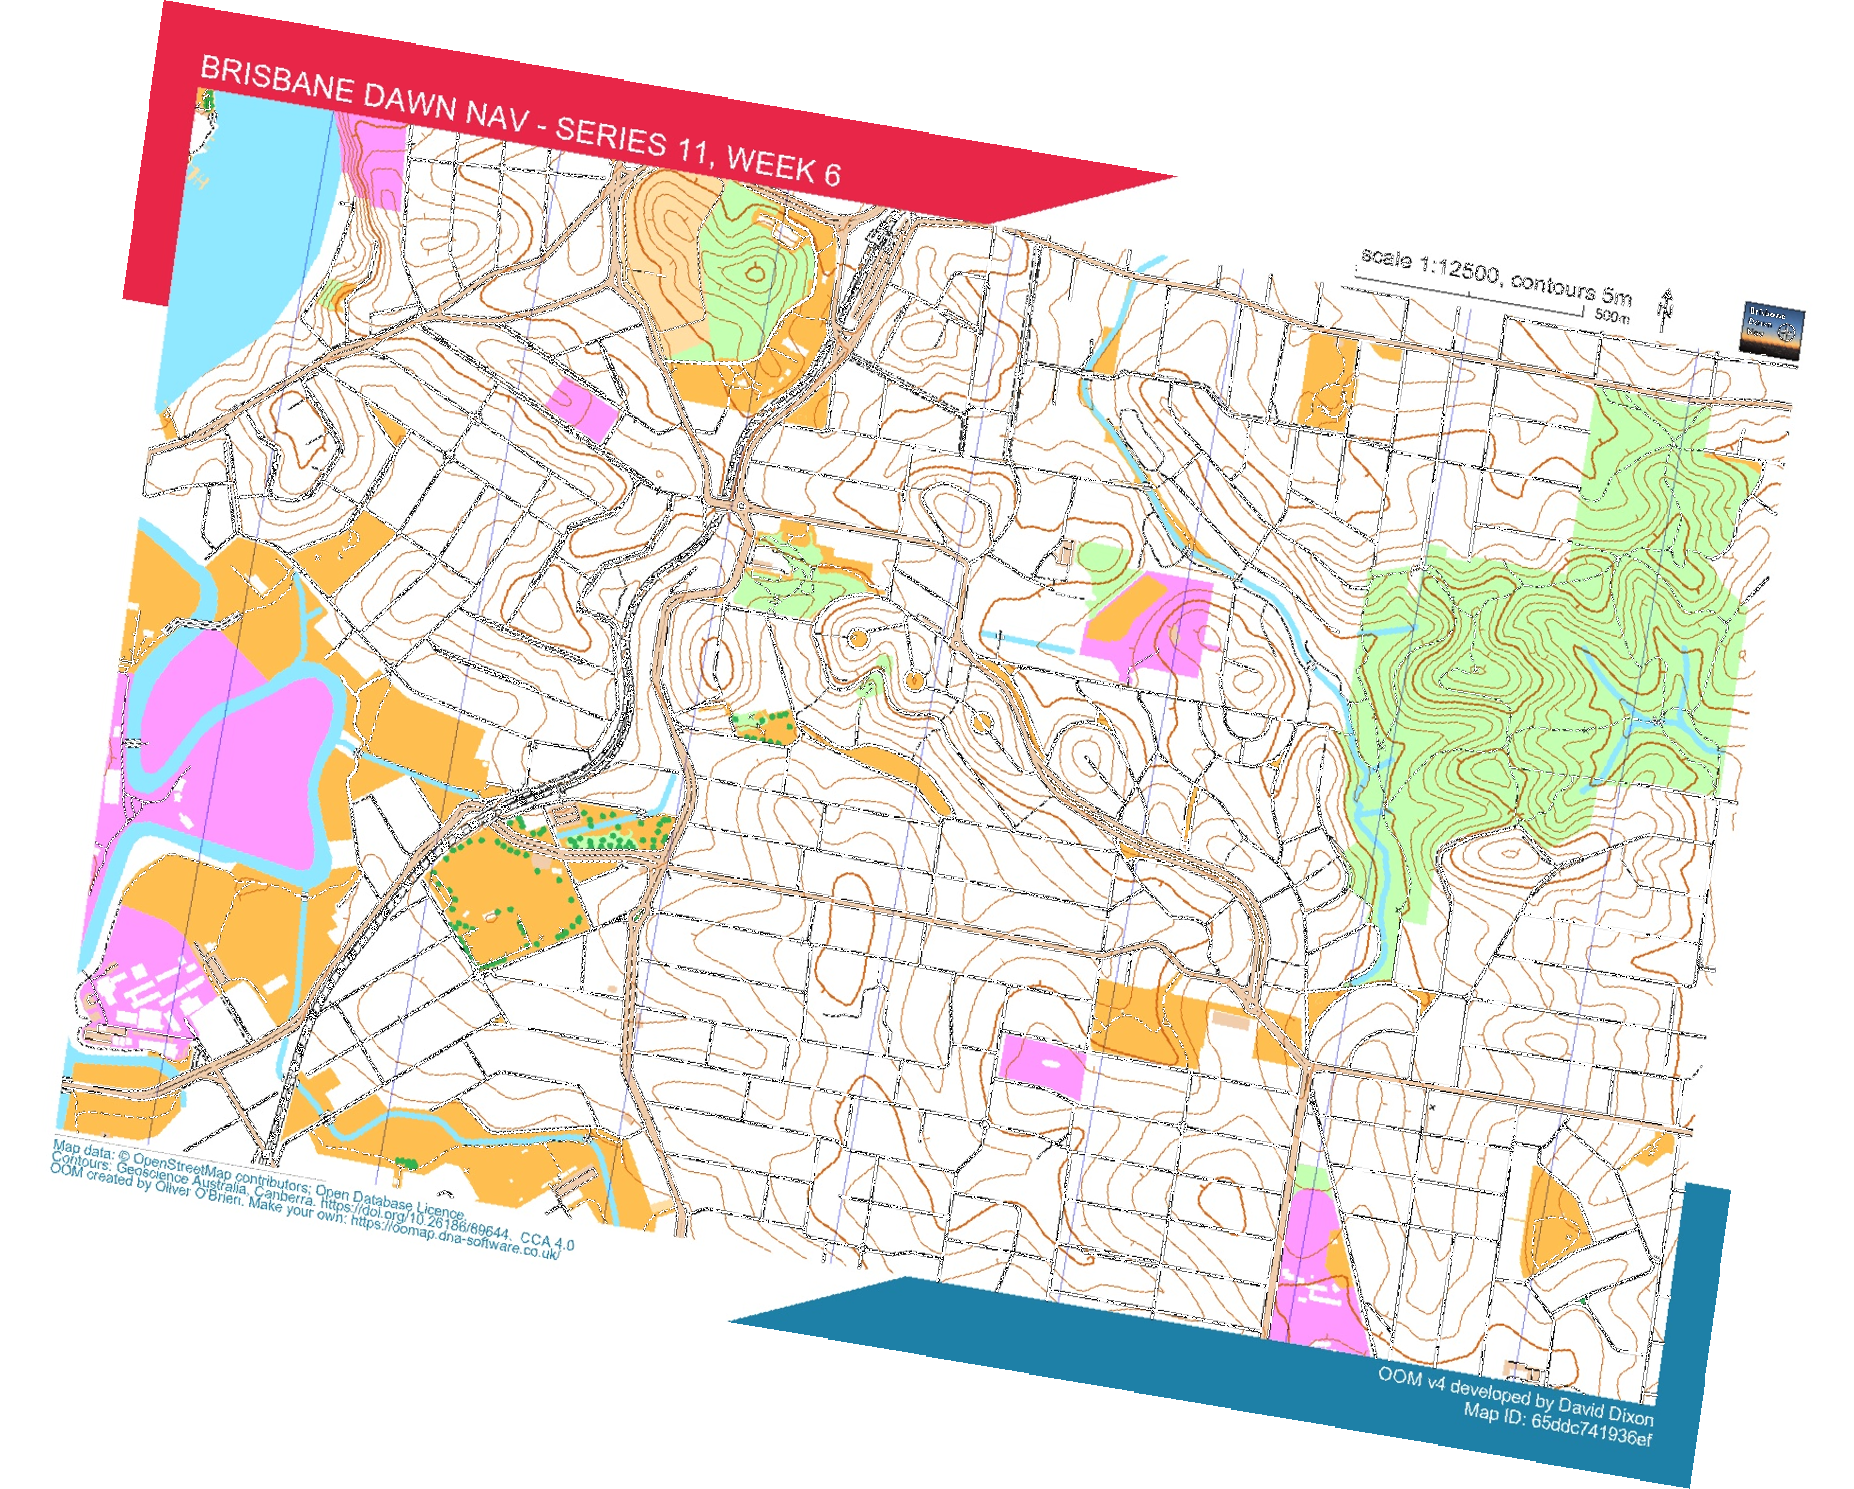 BRISBANE DAWN NAV - SERIES 11, WEEK 6
scale 1:12500, contours 5m
500m
Brisbane
Map data: © OpenStreetMap contributors; Open Database Licence.
Contours: Geoscience Australia, Canberra. https://doi.org/10.26186/89644. CCA 4.0
OOM created by Oliver O'Brien. Make your own: https://oomap.dna-software.co.uk/
OOM v4 developed by David Dixon
Map ID: 65ddc741936ef